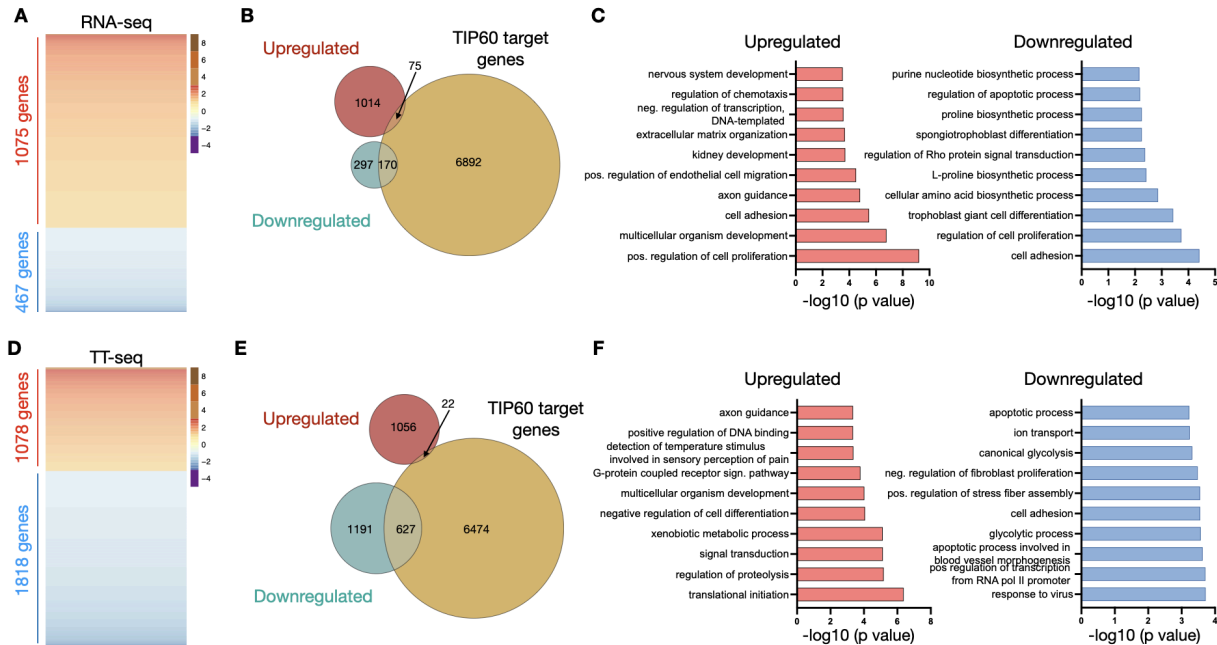 A
RNA-seq
1075 genes
467 genes
8
6
4
2
0
−2
−4
B
Upregulated
TIP60 target
genes
75
1014
297
170
6892
Downregulated
C
Upregulated
nervous system development
regulation of chemotaxis
neg. regulation of transcription,
DNA-templated
extracellular matrix organization
kidney development
pos. regulation of endothelial cell migration
axon guidance
cell adhesion
multicellular organism development
pos. regulation of cell proliferation
0 2 4 6 8 10
-log10 (p value)
Downregulated
purine nucleotide biosynthetic process
regulation of apoptotic process
proline biosynthetic process
spongiotrophoblast differentiation
regulation of Rho protein signal transduction
L-proline biosynthetic process
cellular amino acid biosynthetic process
trophoblast giant cell differentiation
regulation of cell proliferation
cell adhesion
0 1 2 3 4 5
-log10 (p value)
D
TT-seq
1078 genes
1818 genes
8
6
4
2
0
−2
−4
E
Upregulated
22
TIP60 target
genes
1056
1191
627
6474
Downregulated
F
Upregulated
axon guidance
positive regulation of DNA binding
detection of temperature stimulus
involved in sensory perception of pain
G-protein coupled receptor sign. pathway
multicellular organism development
negative regulation of cell differentiation
xenobiotic metabolic process
signal transduction
regulation of proteolysis
translational initiation
0 2 4 6 8
-log10 (p value)
Downregulated
apoptotic process
ion transport
canonical glycolysis
neg. regulation of fibroblast proliferation
pos. regulation of stress fiber assembly
cell adhesion
glycolytic process
apoptotic process involved in
blood vessel morphogenesis
pos regulation of transcription
from RNA pol II promoter
response to virus
0 1 2 3 4
-log10 (p value)